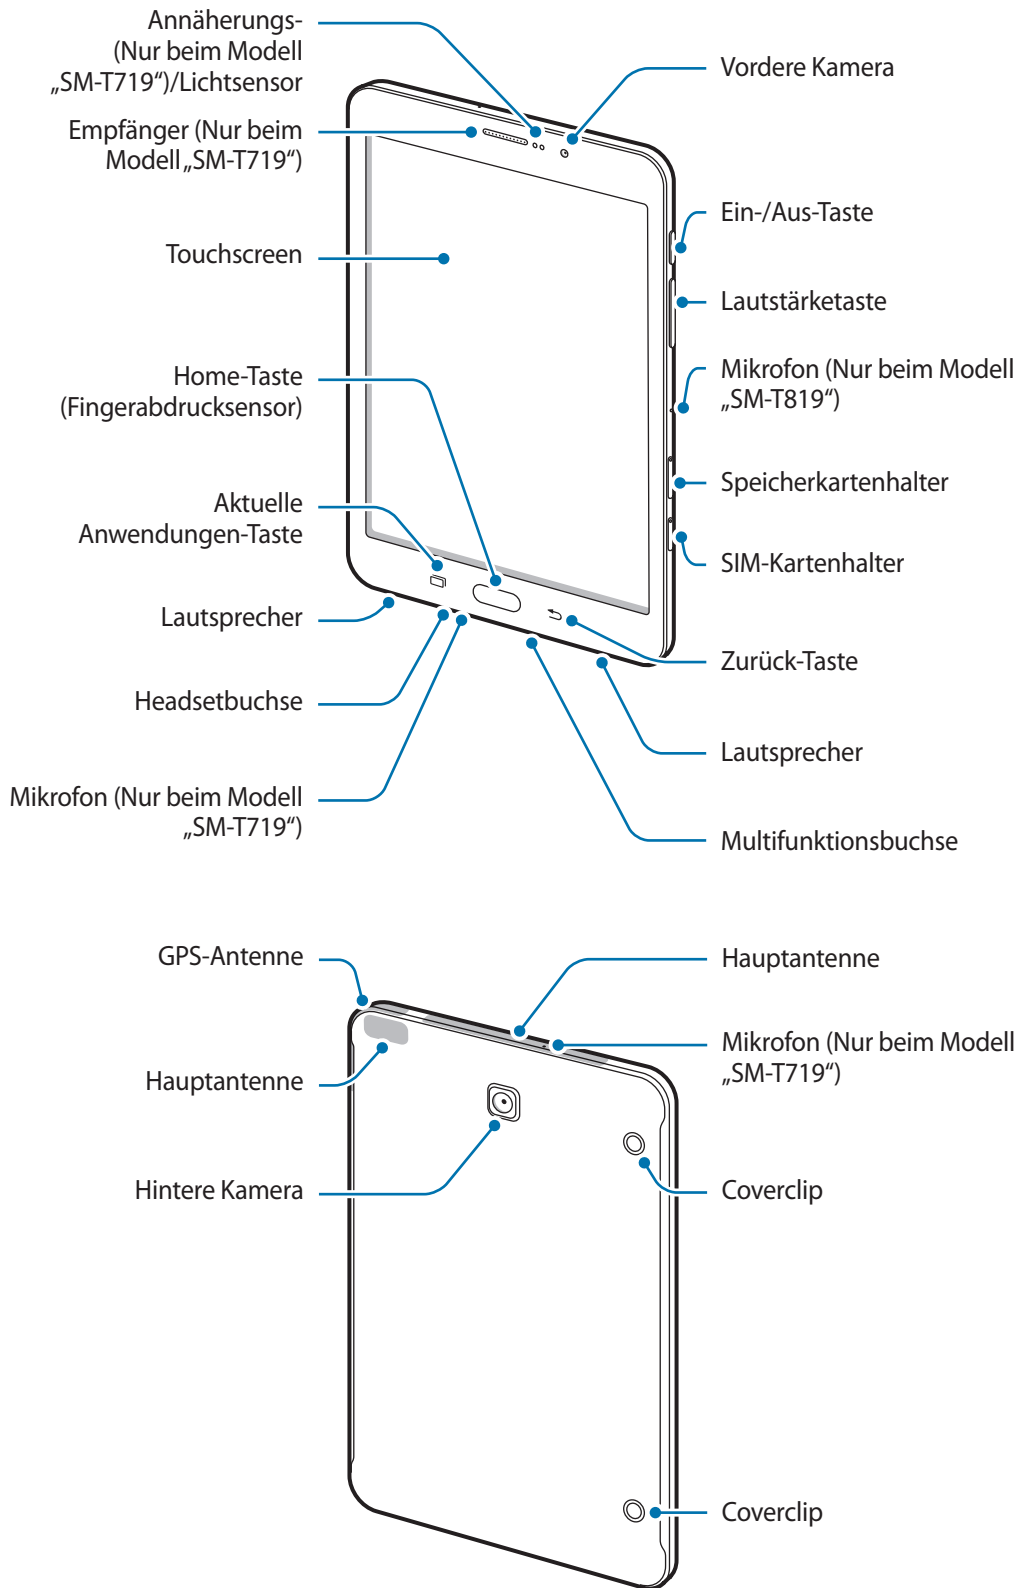 Annäherungs-
(Nur beim Modell
„SM-T719“)/Lichtsensor
Empfänger (Nur beim
Modell „SM-T719“)
Touchscreen
Home-Taste
(Fingerabdrucksensor)
Aktuelle
Anwendungen-Taste
Lautsprecher
Headsetbuchse
Mikrofon (Nur beim Modell
„SM-T719“)
Vordere Kamera
Ein-/Aus-Taste
Lautstärketaste
Mikrofon (Nur beim Modell
„SM-T819“)
Speicherkartenhalter
SIM-Kartenhalter
Zurück-Taste
Lautsprecher
Multifunktionsbuchse
GPS-Antenne
Hauptantenne
Hintere Kamera
Hauptantenne
Mikrofon (Nur beim Modell
„SM-T719“)
Coverclip
Coverclip